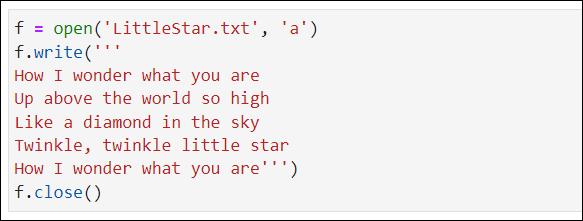 f = open('LittleStar.txt', 'a')
f.write('''
How I wonder what you are
Up above the world so high
Like a diamond in the sky
Twinkle, twinkle little star
How I wonder what you are''')
f.close()